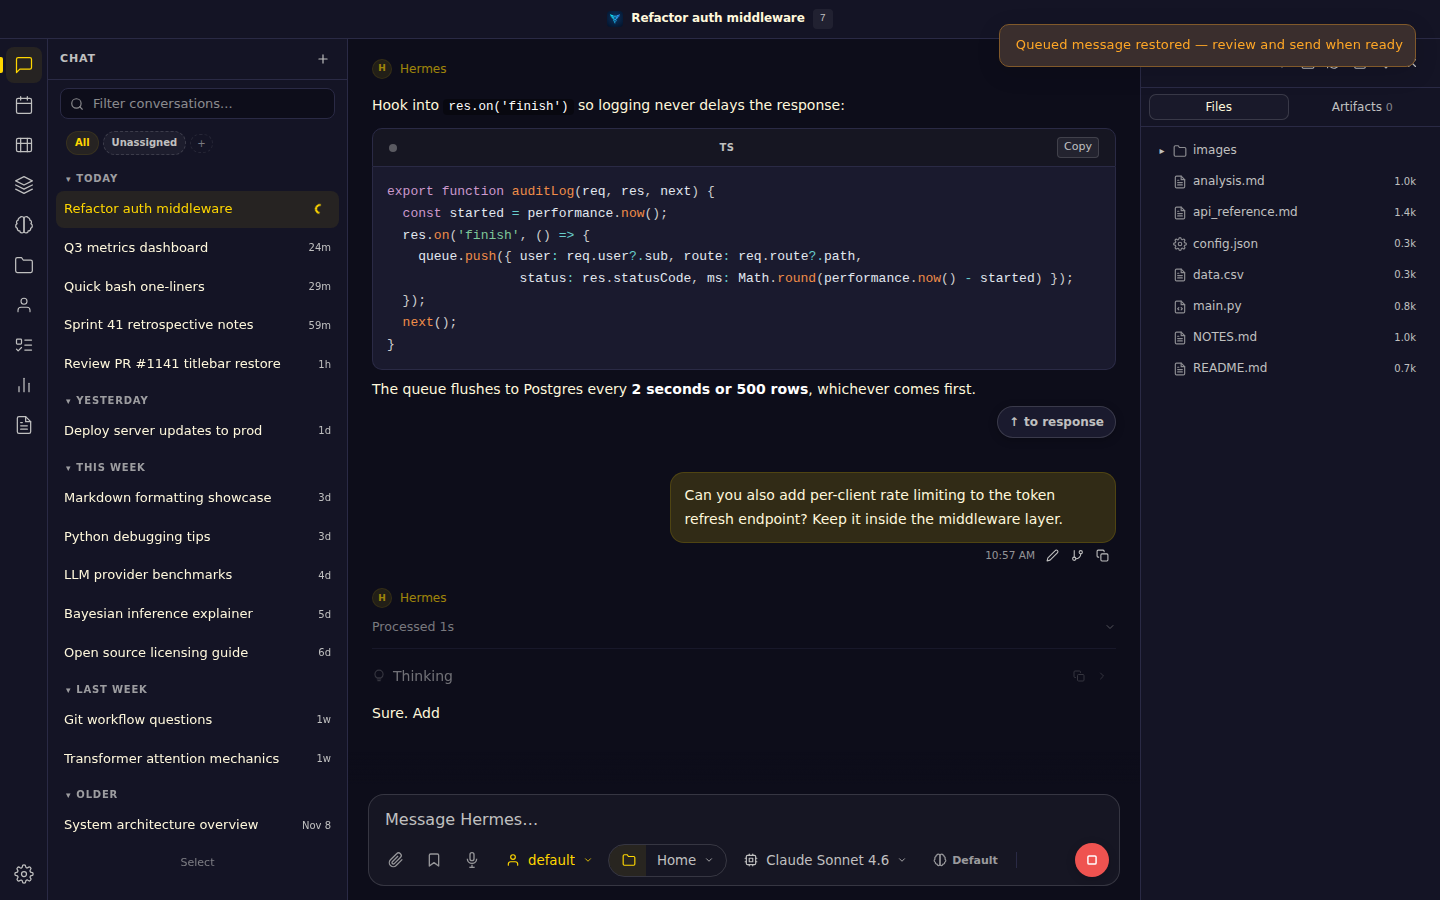 Refactor auth middleware 7
Queued message restored — review and send when ready
CHAT
Filter conversations...
All Unassigned +
▾ TODAY
Refactor auth middleware
Q3 metrics dashboard 24m
Quick bash one-liners 29m
Sprint 41 retrospective notes 59m
Review PR #1141 titlebar restore 1h
▾ YESTERDAY
Deploy server updates to prod 1d
▾ THIS WEEK
Markdown formatting showcase 3d
Python debugging tips 3d
LLM provider benchmarks 4d
Bayesian inference explainer 5d
Open source licensing guide 6d
▾ LAST WEEK
Git workflow questions 1w
Transformer attention mechanics 1w
▾ OLDER
System architecture overview Nov 8
Select
H Hermes
Hook into res.on('finish') so logging never delays the response:
TS Copy
export function auditLog(req, res, next) {
  const started = performance.now();
  res.on('finish', () => {
    queue.push({ user: req.user?.sub, route: req.route?.path,
                 status: res.statusCode, ms: Math.round(performance.now() - started) });
  });
  next();
}
The queue flushes to Postgres every 2 seconds or 500 rows, whichever comes first.
↑ to response
Can you also add per-client rate limiting to the token
refresh endpoint? Keep it inside the middleware layer.
10:57 AM
H Hermes
Processed 1s
Thinking
Sure. Add
Message Hermes...
default Home Claude Sonnet 4.6 Default
Files Artifacts 0
images
analysis.md 1.0k
api_reference.md 1.4k
config.json 0.3k
data.csv 0.3k
main.py 0.8k
NOTES.md 1.0k
README.md 0.7k